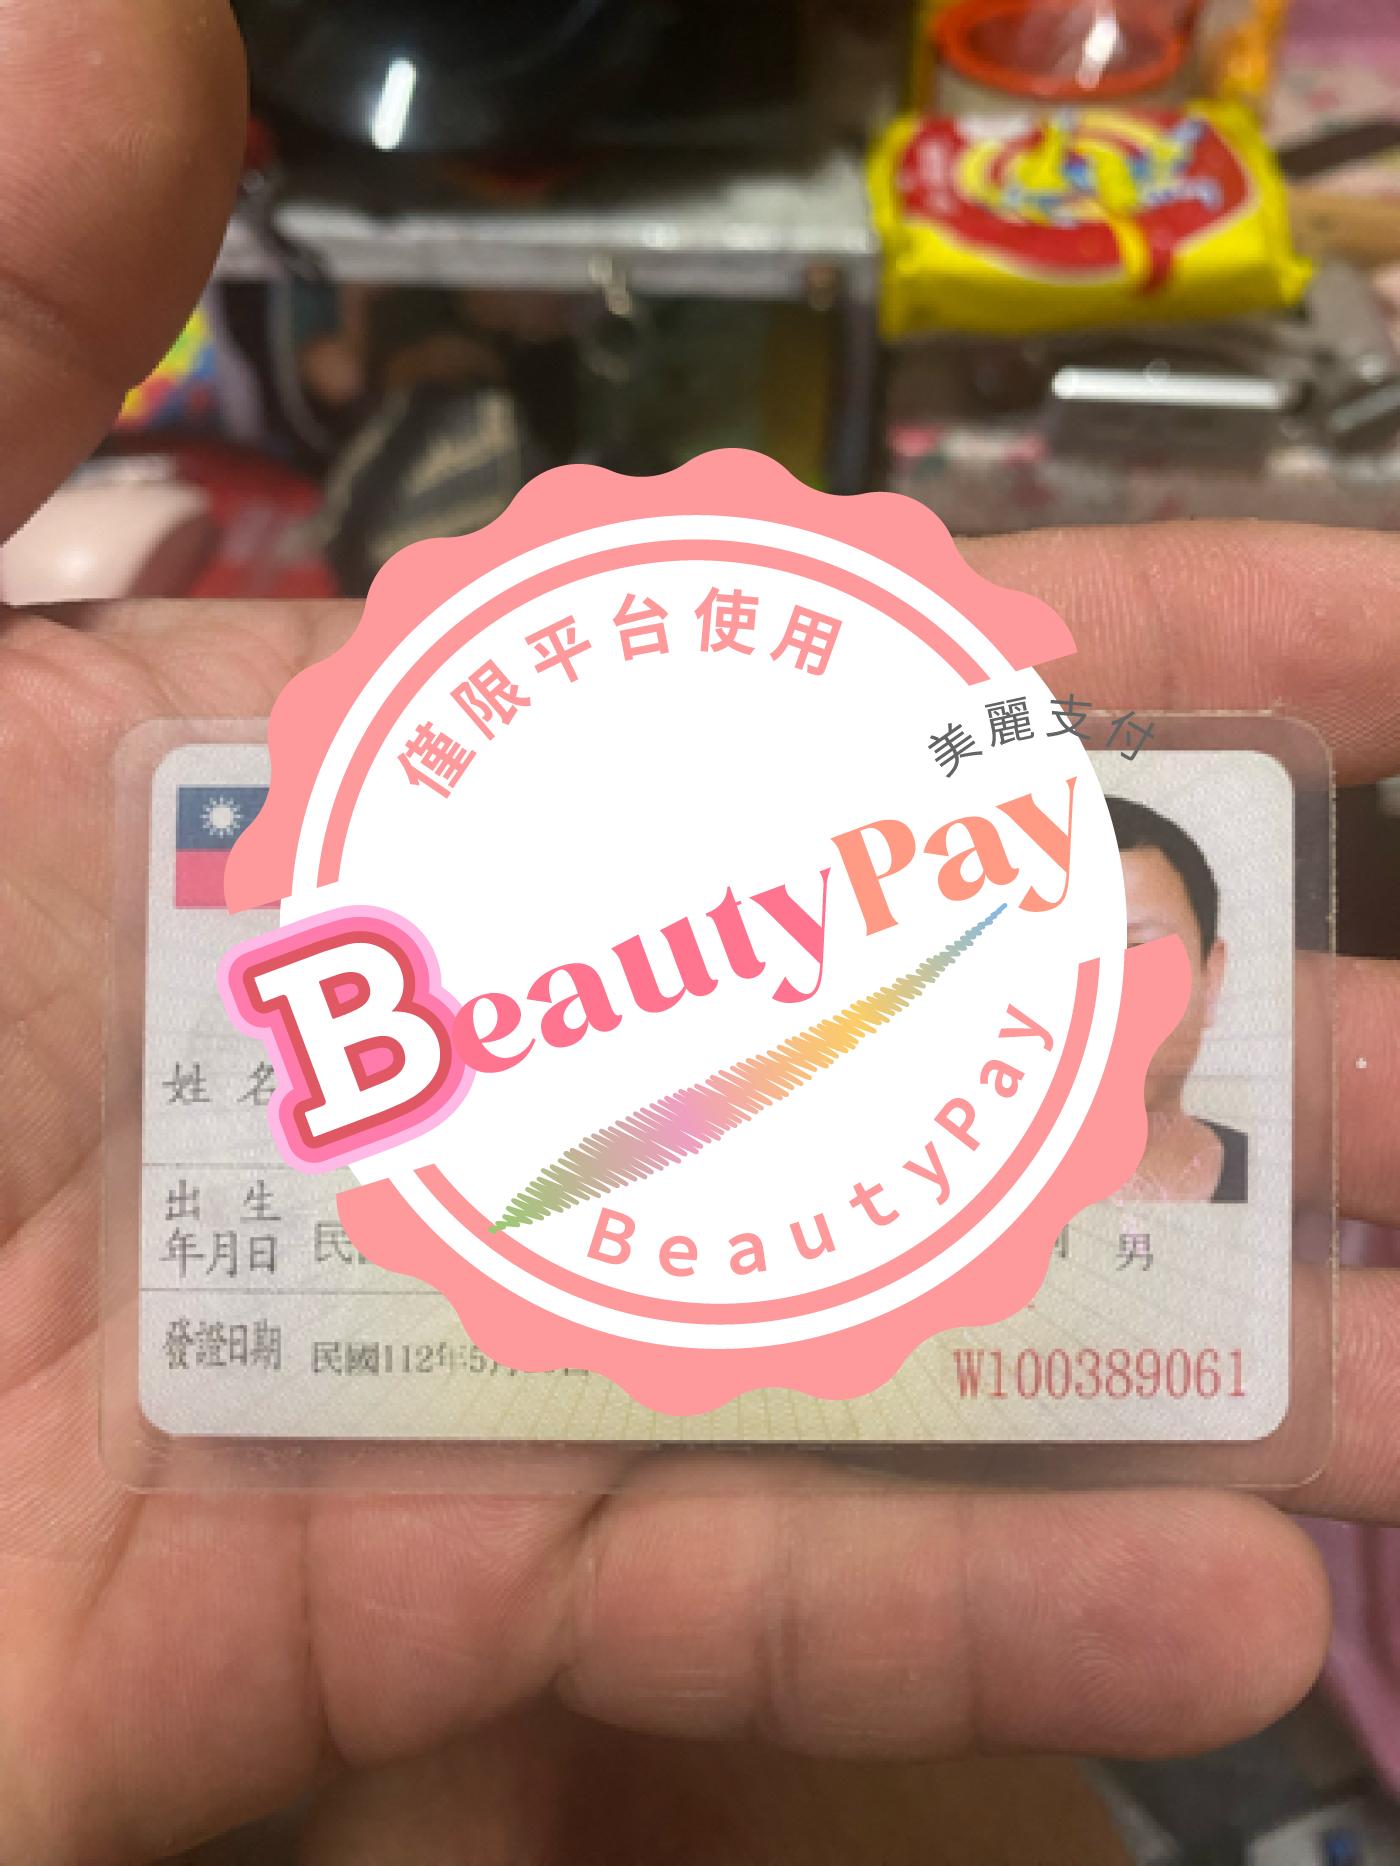 僅限平台使用
美麗支付
BeautyPay
BeautyPay
姓名
出生
年月日
民
男
發證日期
民國112年5月
W100389061